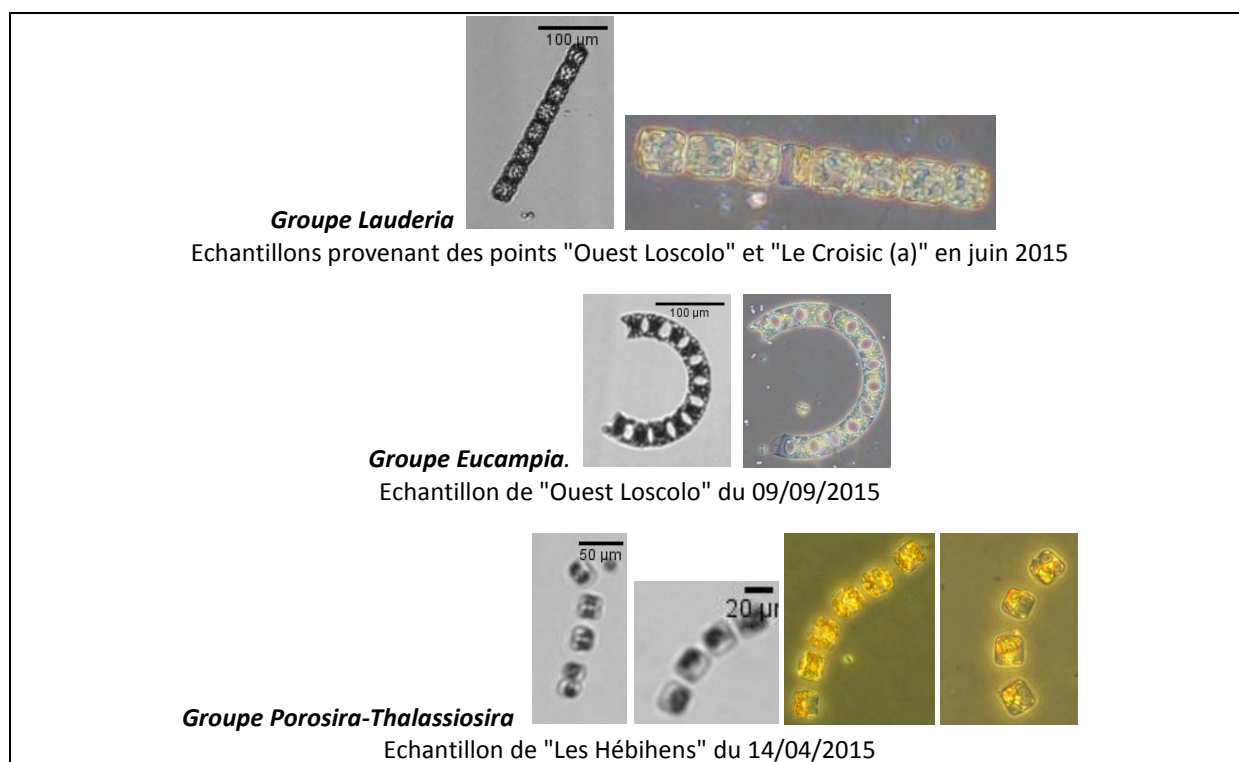 100 µm
Groupe Lauderia
Echantillons provenant des points "Ouest Loscolo" et "Le Croisic (a)" en juin 2015
100 µm
Groupe Eucampia.
Echantillon de "Ouest Loscolo" du 09/09/2015
50 µm
20 µm
Groupe Porosira-Thalassiosira
Echantillon de "Les Hébihens" du 14/04/2015